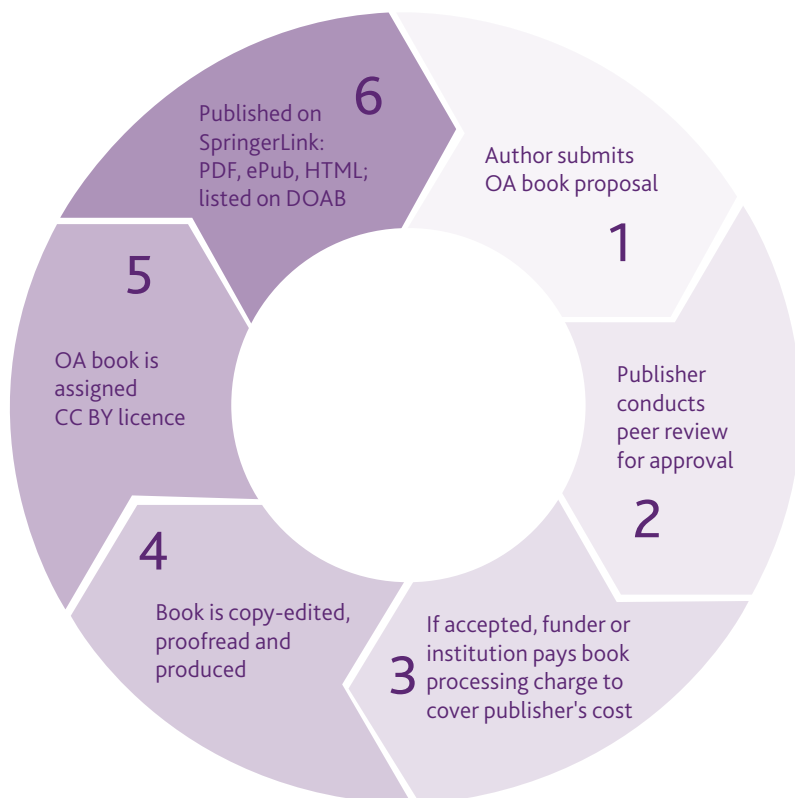 1
Author submits
OA book proposal
2
Publisher
conducts
peer review
for approval
3
If accepted, funder or
institution pays book
processing charge to
cover publisher's cost
4
Book is copy-edited,
proofread and
produced
5
OA book is
assigned
CC BY licence
6
Published on
SpringerLink:
PDF, ePub, HTML;
listed on DOAB